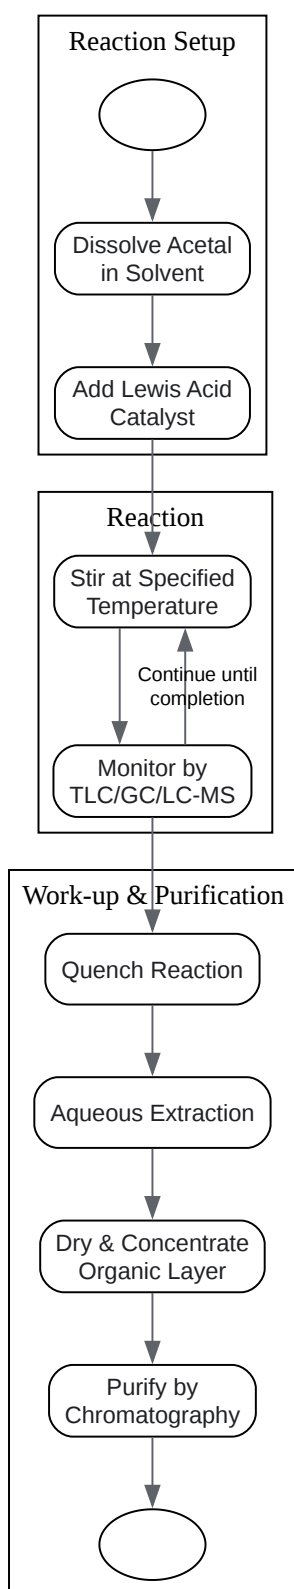 Reaction Setup
Dissolve Acetal
in Solvent
Add Lewis Acid
Catalyst
Reaction
Stir at Specified
Temperature
Continue until
completion
Monitor by
TLC/GC/LC-MS
Work-up & Purification
Quench Reaction
Aqueous Extraction
Dry & Concentrate
Organic Layer
Purify by
Chromatography